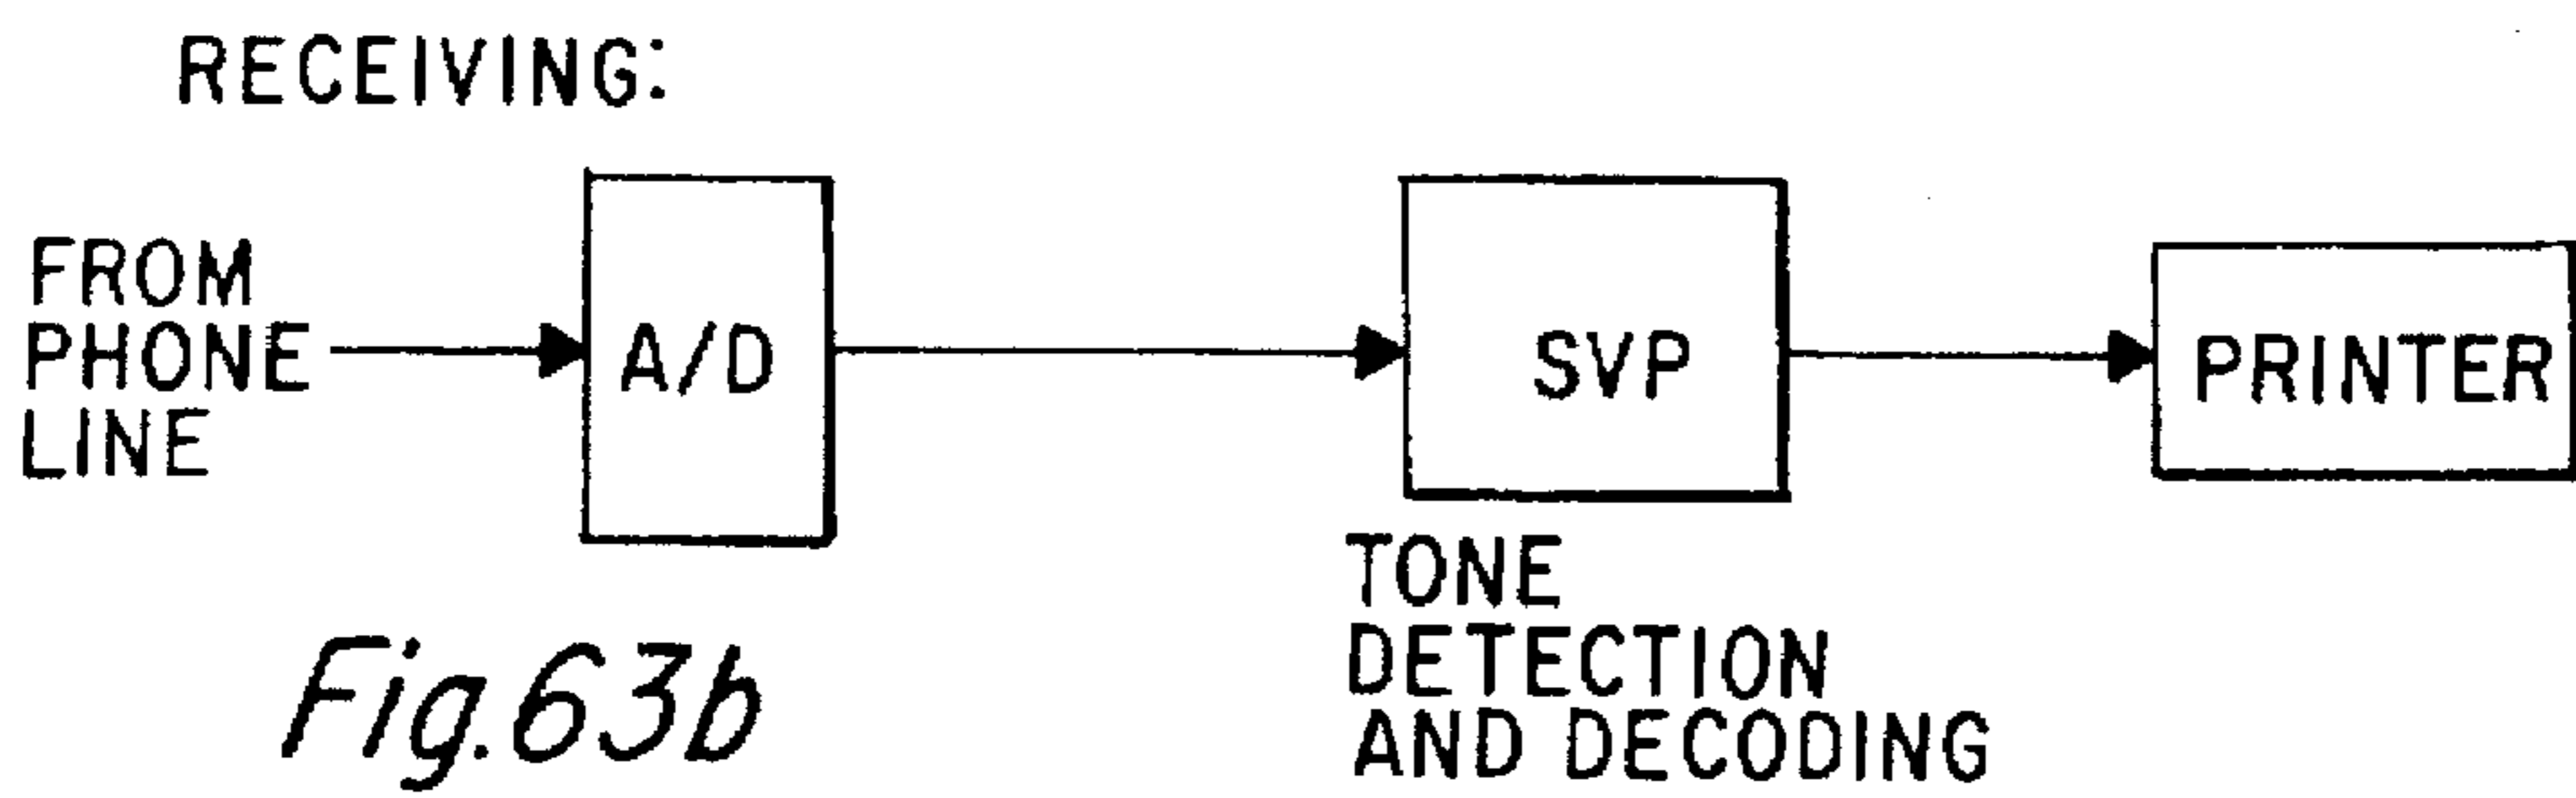 RECEIVING:
FROM
PHONE
LINE
A/D
SVP
PRINTER
TONE
DETECTION
AND DECODING
Fig.63b